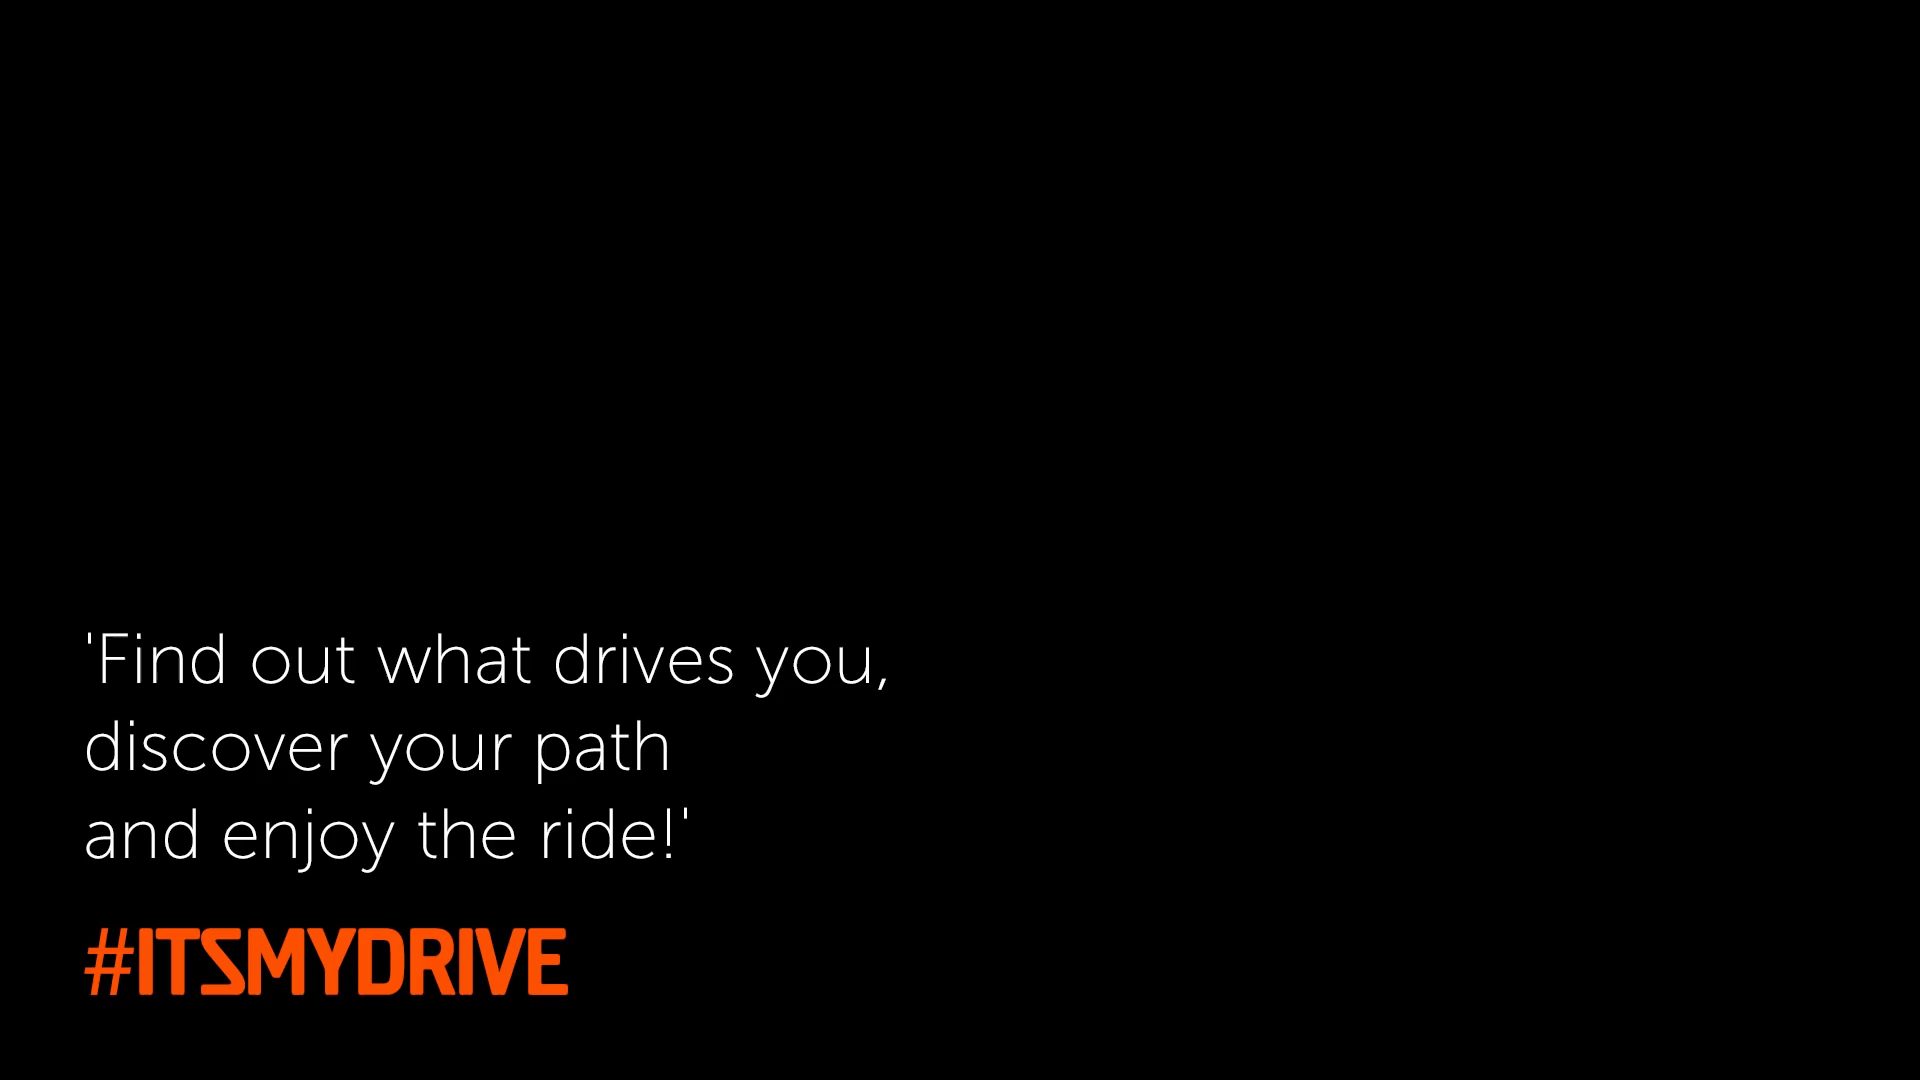 'Find out what drives you,
discover your path
and enjoy the ride!'
#ITSMYDRIVE